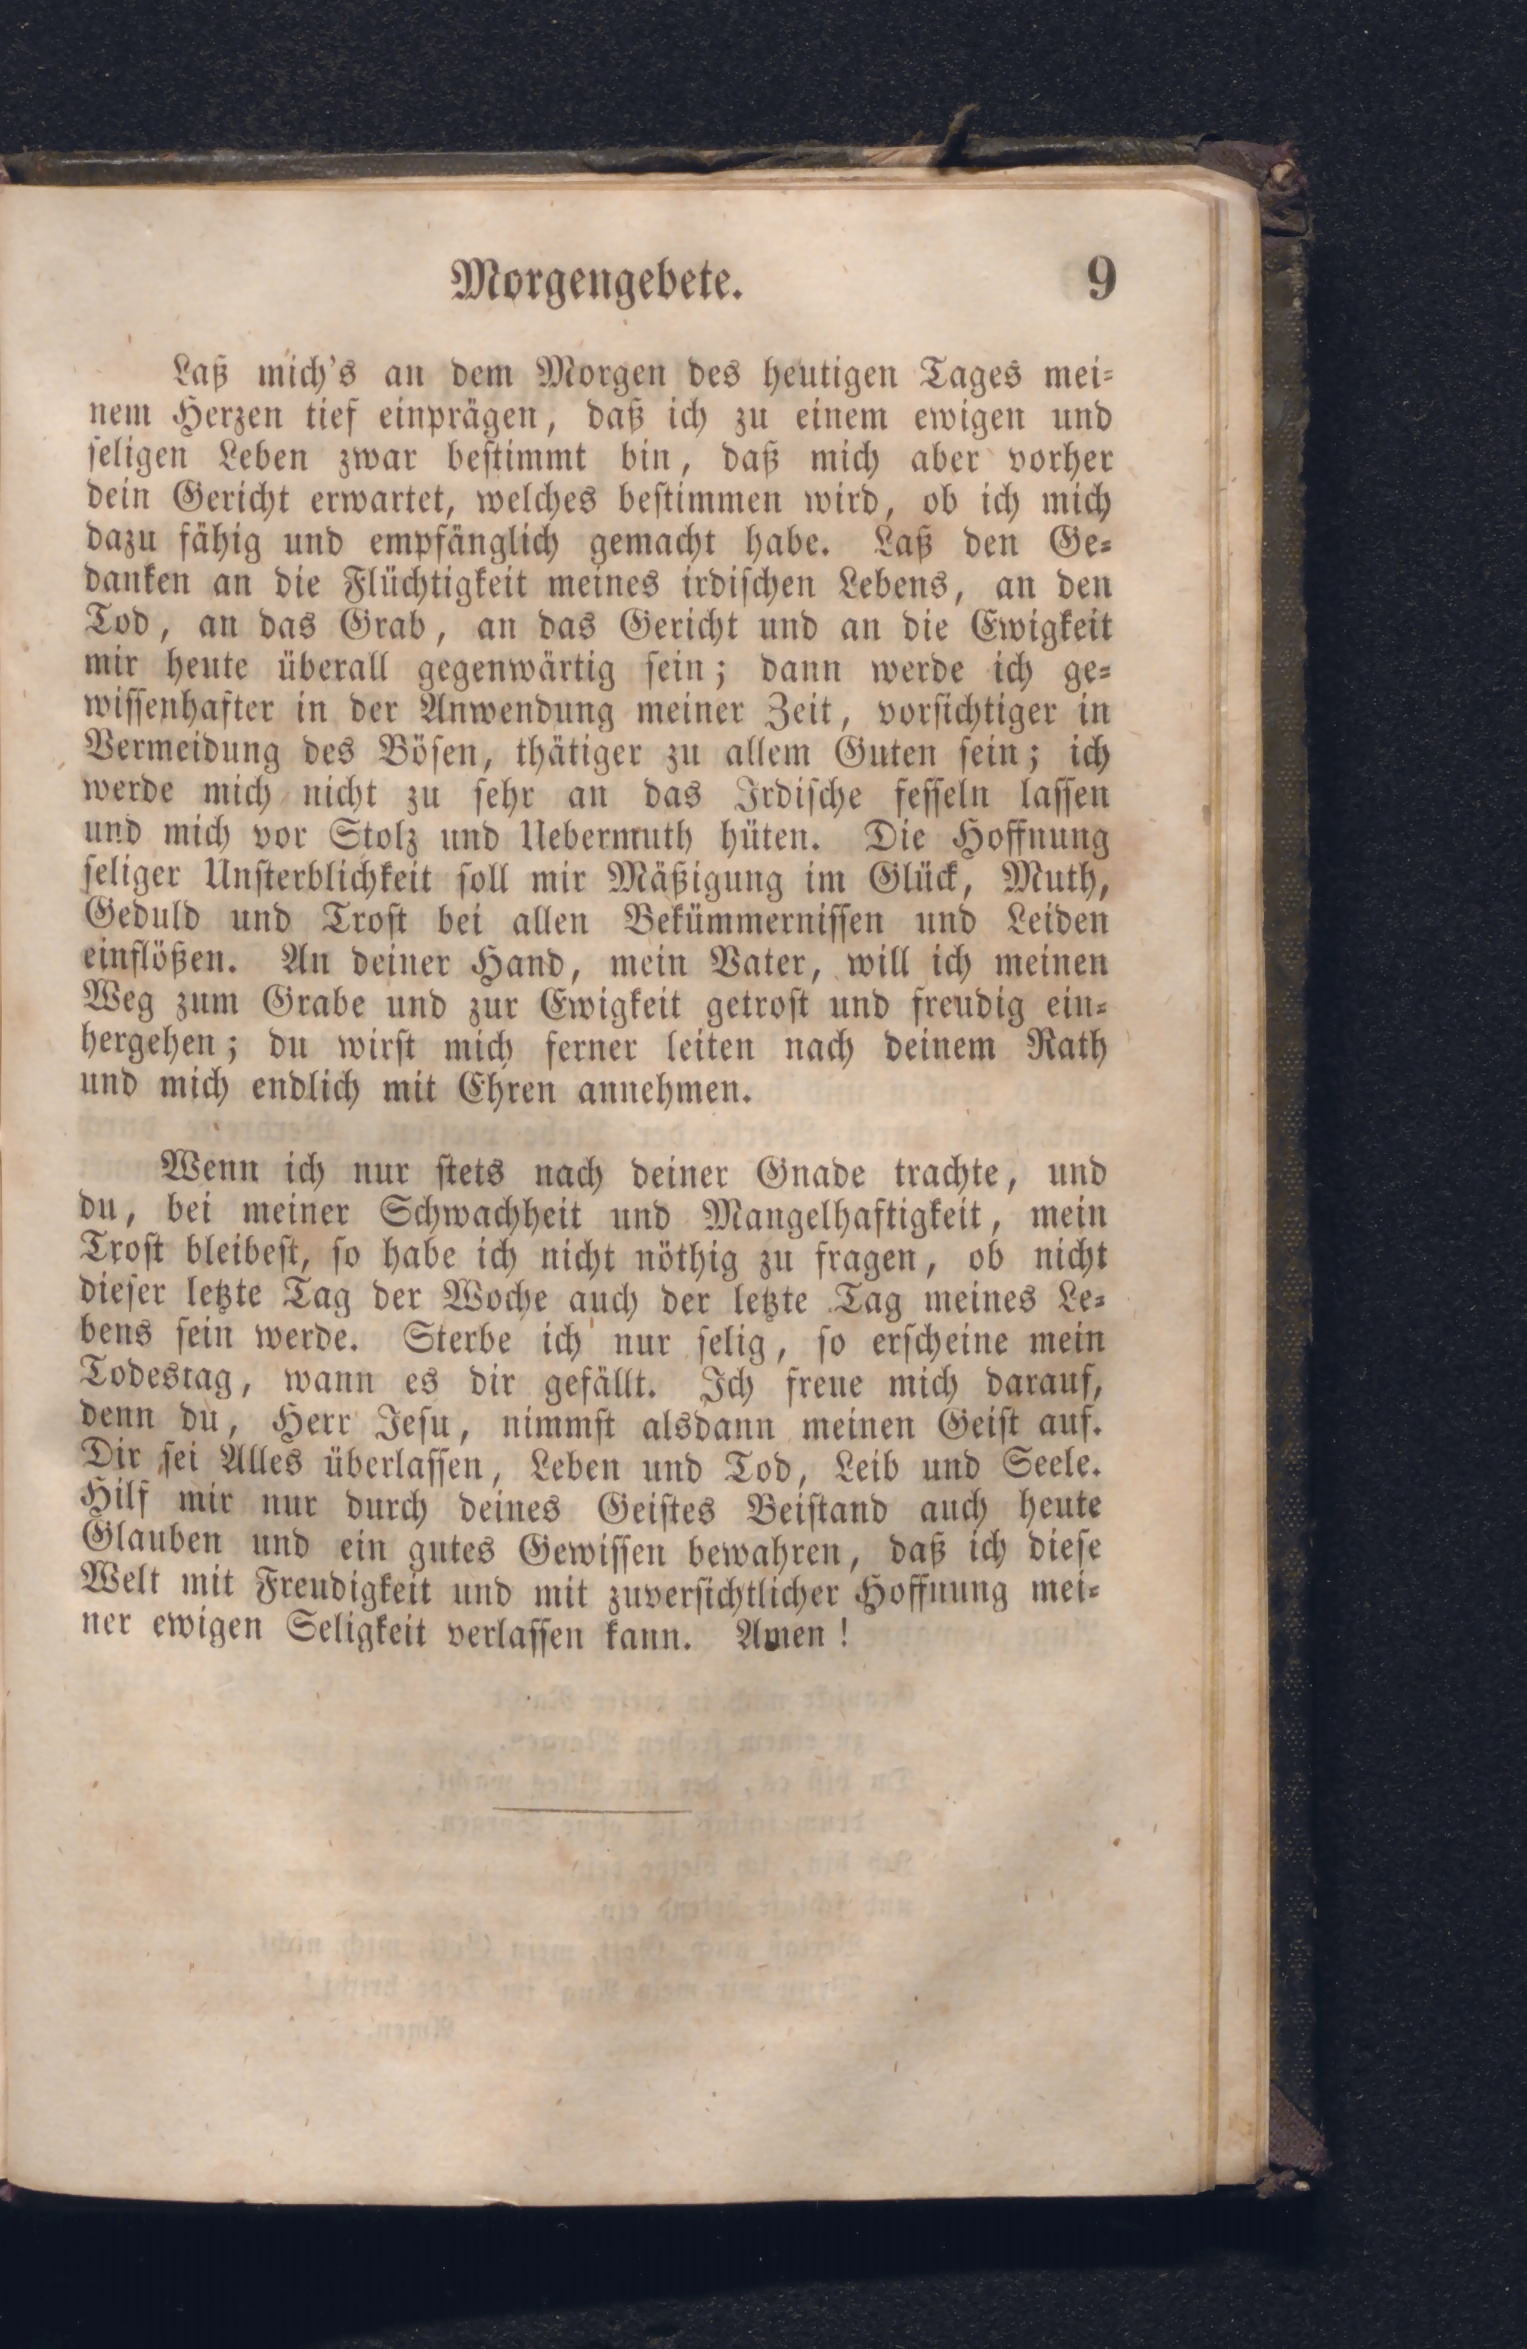 Morgengebete. 9
Laß mich's an dem Morgen des heutigen Tages mei-
nem Herzen tief einprägen, daß ich zu einem ewigen und
seligen Leben zwar bestimmt bin, daß mich aber vorher
dein Gericht erwartet, welches bestimmen wird, ob ich mich
dazu fähig und empfänglich gemacht habe. Laß den Ge-
danken an die Flüchtigkeit meines irdischen Lebens, an den
Tod, an das Grab, an das Gericht und an die Ewigkeit
mir heute überall gegenwärtig sein; dann werde ich ge-
wissenhafter in der Anwendung meiner Zeit, vorsichtiger in
Vermeidung des Bösen, thätiger zu allem Guten sein; ich
werde mich nicht zu sehr an das Irdische fesseln lassen
und mich vor Stolz und Uebermuth hüten. Die Hoffnung
seliger Unsterblichkeit soll mir Mäßigung im Glück, Muth,
Geduld und Trost bei allen Bekümmernissen und Leiden
einflößen. An deiner Hand, mein Vater, will ich meinen
Weg zum Grabe und zur Ewigkeit getrost und freudig ein-
hergehen; du wirst mich ferner leiten nach deinem Rath
und mich endlich mit Ehren annehmen.
Wenn ich nur stets nach deiner Gnade trachte, und
du, bei meiner Schwachheit und Mangelhaftigkeit, mein
Trost bleibest, so habe ich nicht nöthig zu fragen, ob nicht
dieser letzte Tag der Woche auch der letzte Tag meines Le-
bens sein werde. Sterbe ich nur selig, so erscheine mein
Todestag, wann es dir gefällt. Ich freue mich darauf,
denn du, Herr Jesu, nimmst alsdann meinen Geist auf.
Dir sei Alles überlassen, Leben und Tod, Leib und Seele.
Hilf mir nur durch deines Geistes Beistand auch heute
Glauben und ein gutes Gewissen bewahren, daß ich diese
Welt mit Freudigkeit und mit zuversichtlicher Hoffnung mei-
ner ewigen Seligkeit verlassen kann. Amen!